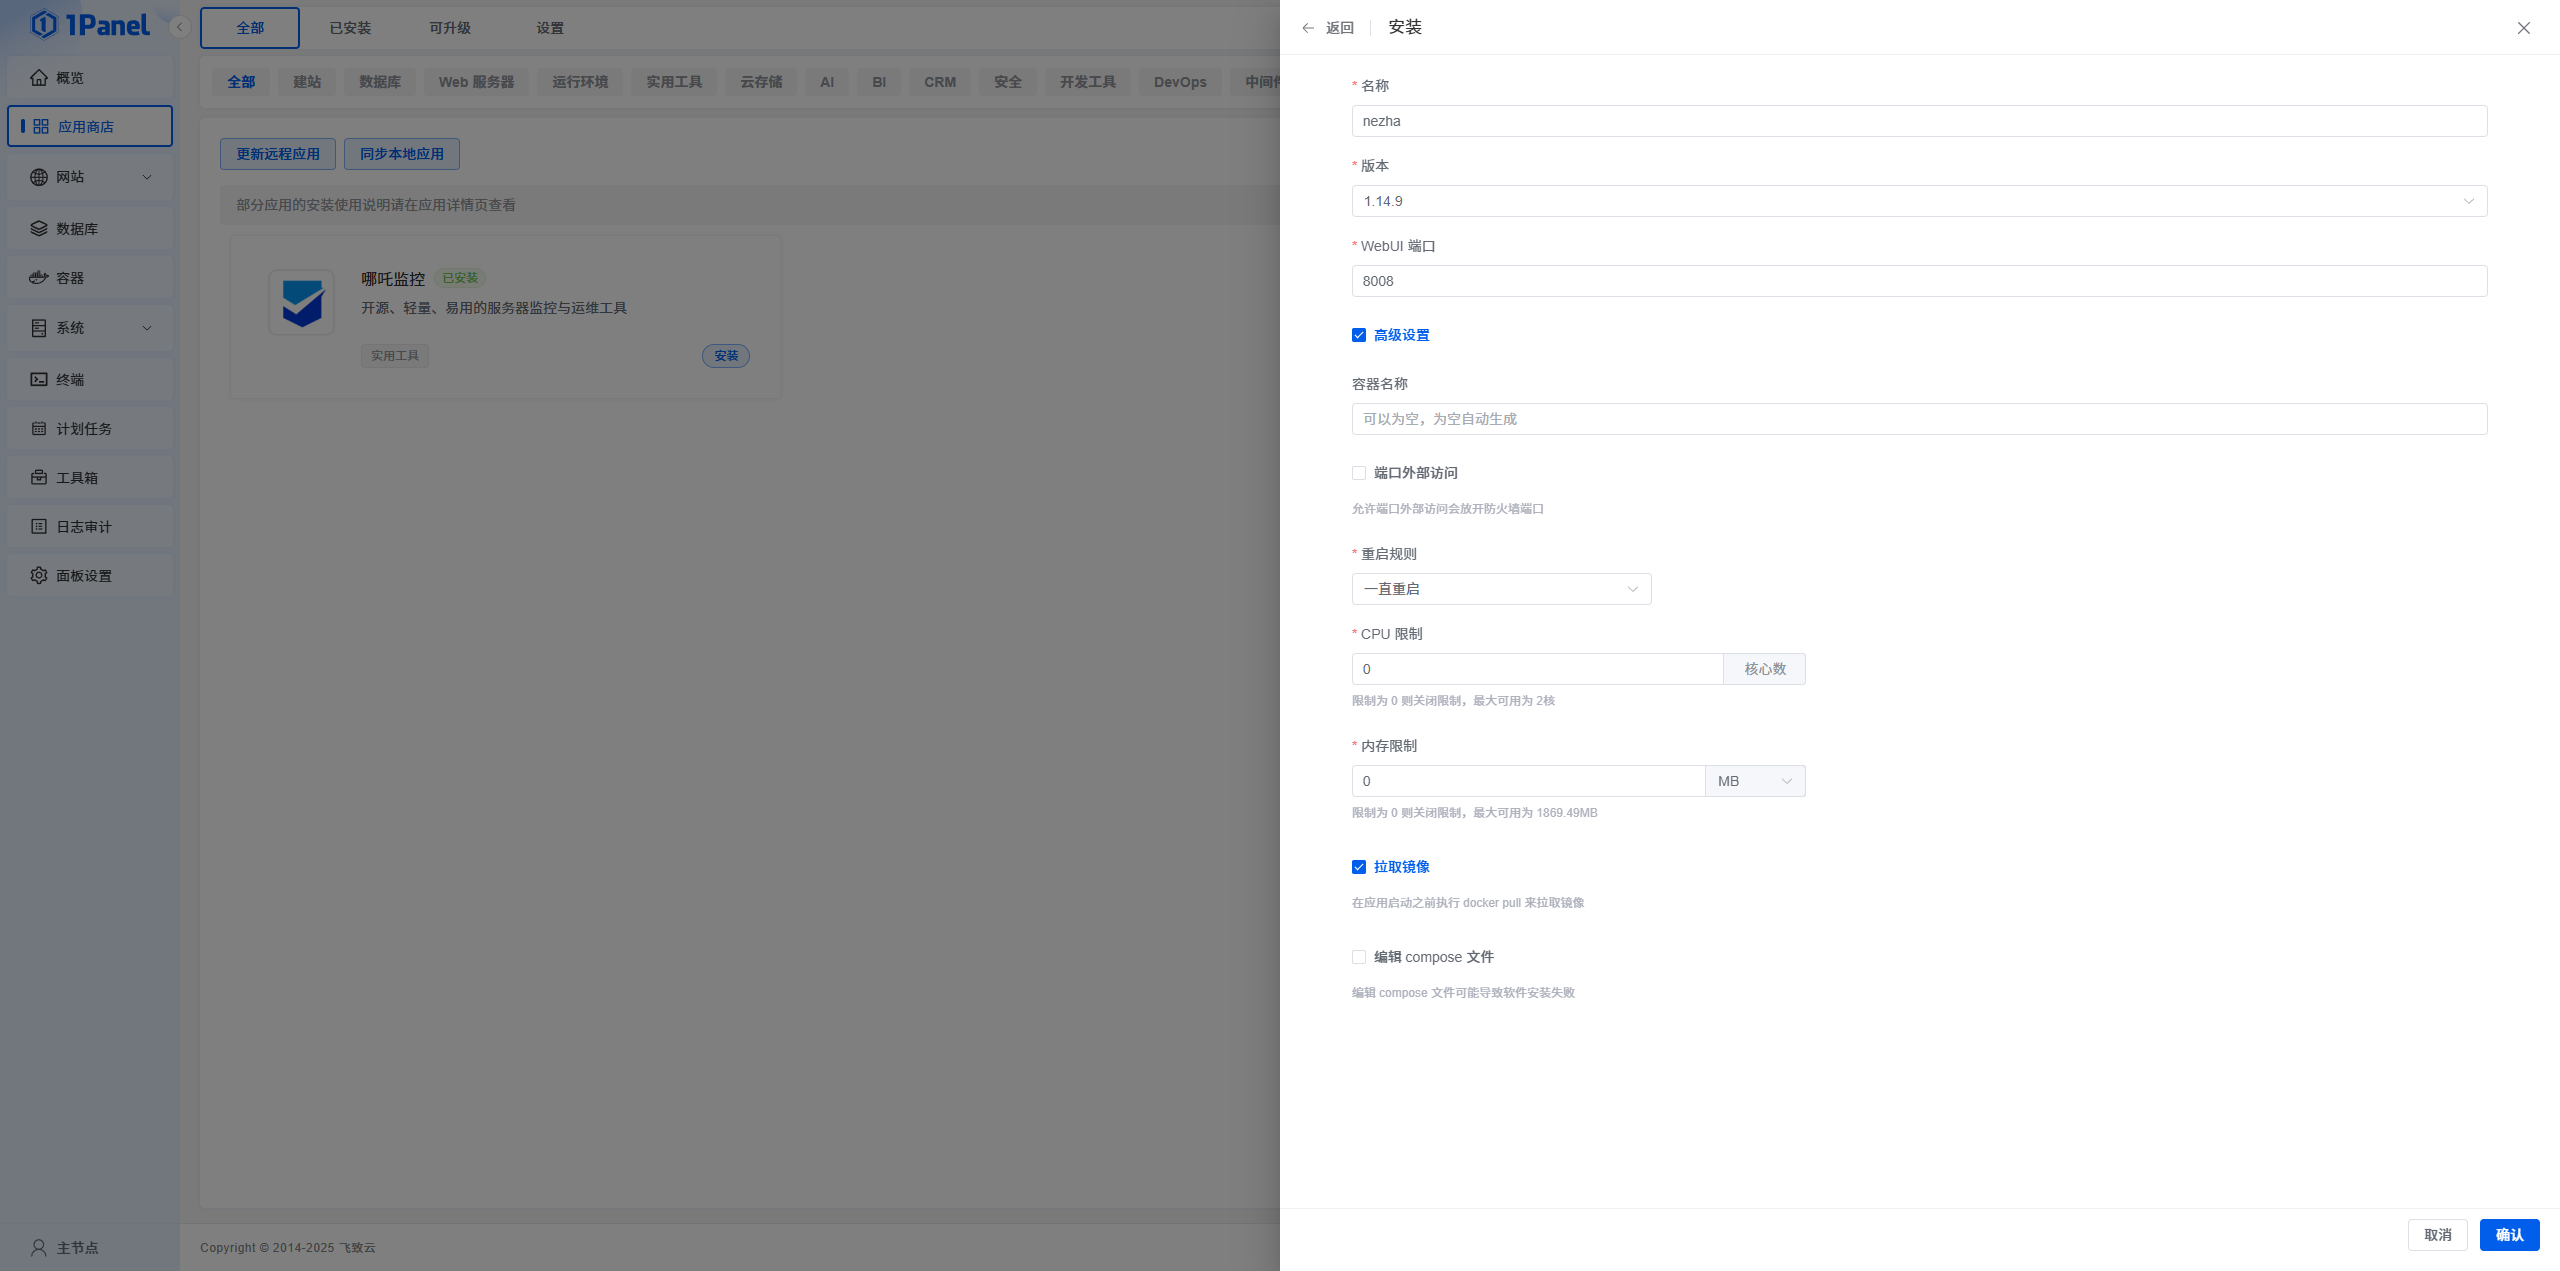 1Panel
概览
应用商店
网站
数据库
容器
系统
终端
计划任务
工具箱
日志审计
面板设置
主节点
全部 已安装 可升级 设置
全部 建站 数据库 Web 服务器 运行环境 实用工具 云存储 AI BI CRM 安全 开发工具 DevOps 中间
更新远程应用 同步本地应用
部分应用的安装使用说明请在应用详情页查看
哪吒监控 已安装
开源、轻量、易用的服务器监控与运维工具
实用工具 安装
Copyright © 2014-2025 飞致云
返回 安装
* 名称
nezha
* 版本
1.14.9
* WebUI 端口
8008
高级设置
容器名称
可以为空，为空自动生成
端口外部访问
允许端口外部访问会放开防火墙端口
* 重启规则
一直重启
* CPU 限制
0 核心数
限制为 0 则关闭限制，最大可用为 2核
* 内存限制
0 MB
限制为 0 则关闭限制，最大可用为 1869.49MB
拉取镜像
在应用启动之前执行 docker pull 来拉取镜像
编辑 compose 文件
编辑 compose 文件可能导致软件安装失败
取消 确认